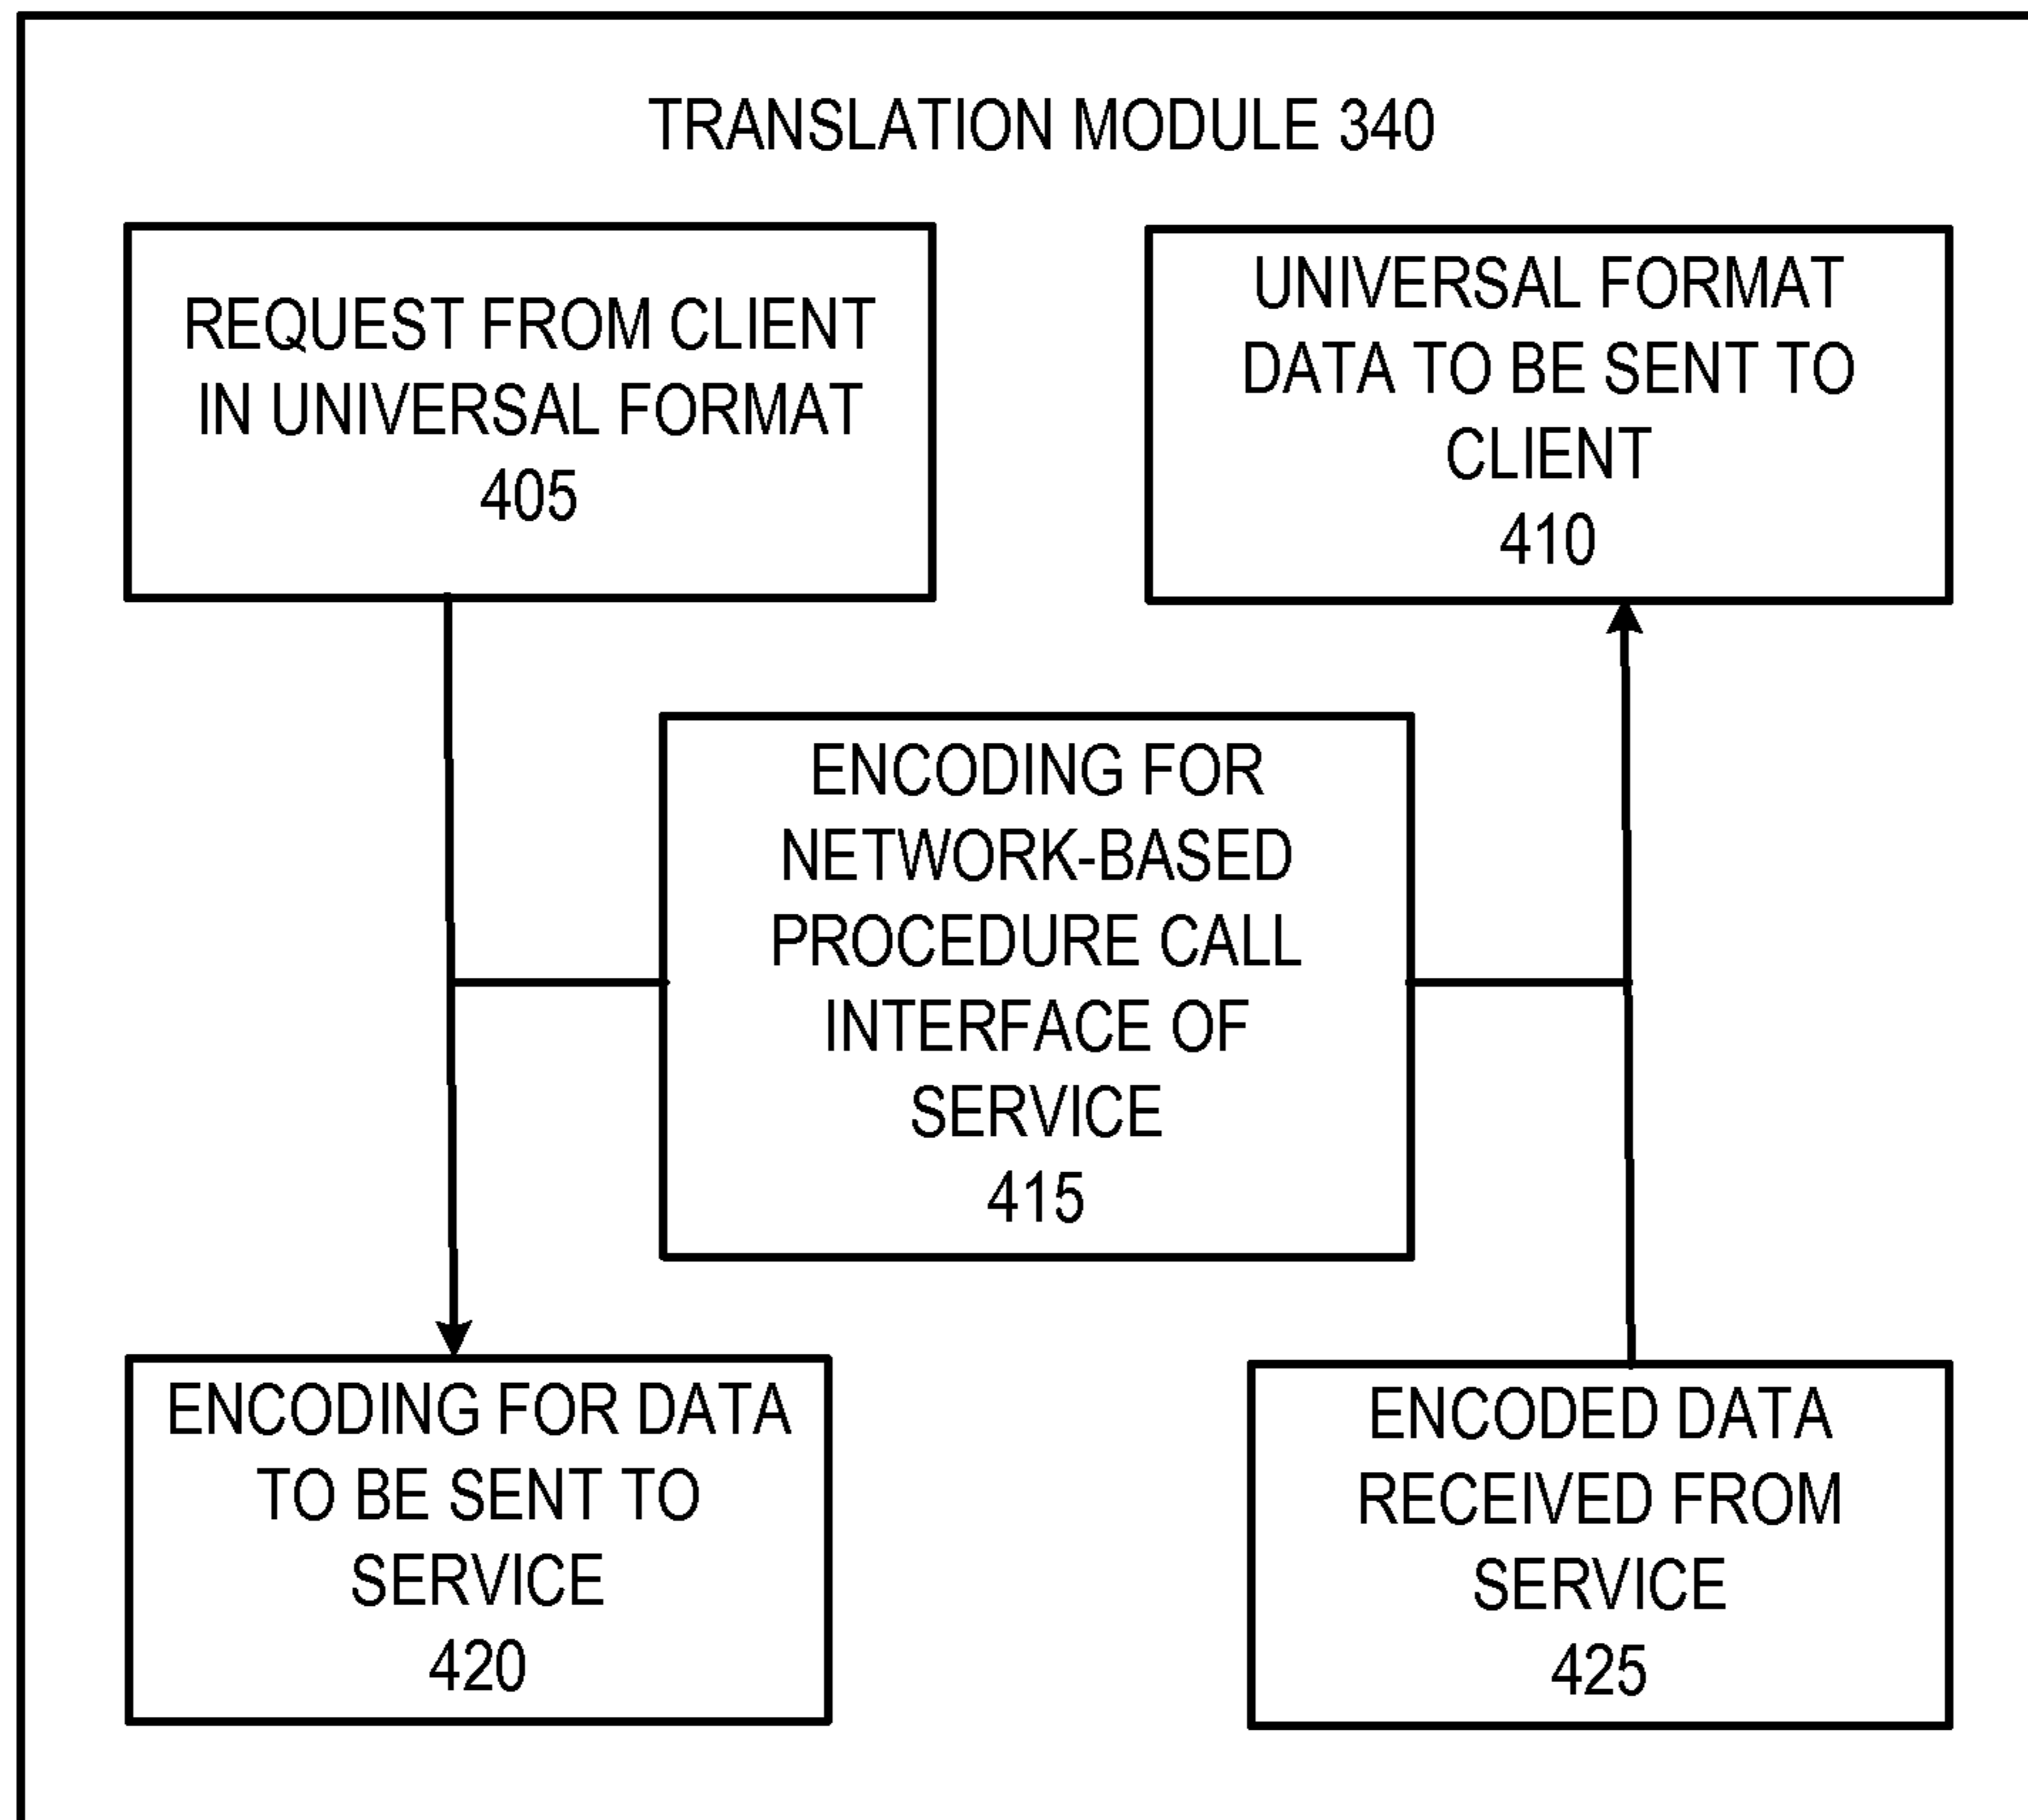 TRANSLATION MODULE 340
REQUEST FROM CLIENT
IN UNIVERSAL FORMAT
405
UNIVERSAL FORMAT
DATA TO BE SENT TO
CLIENT
410
ENCODING FOR
NETWORK-BASED
PROCEDURE CALL
INTERFACE OF
SERVICE
415
ENCODING FOR DATA
TO BE SENT TO
SERVICE
420
ENCODED DATA
RECEIVED FROM
SERVICE
425